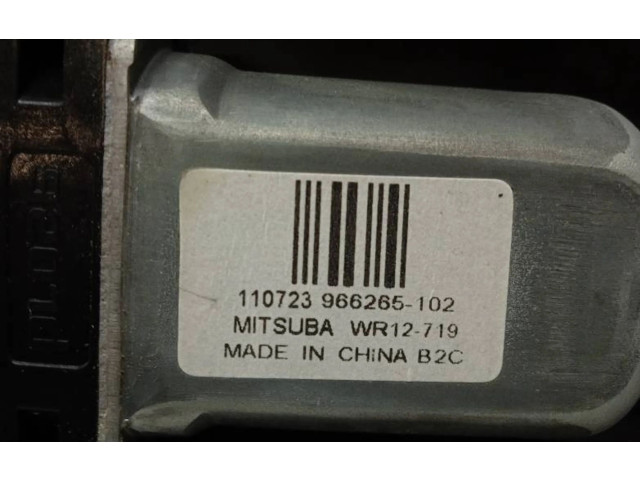 110723 966265-102
MITSUBA WR12-719
MADE IN CHINA B2C